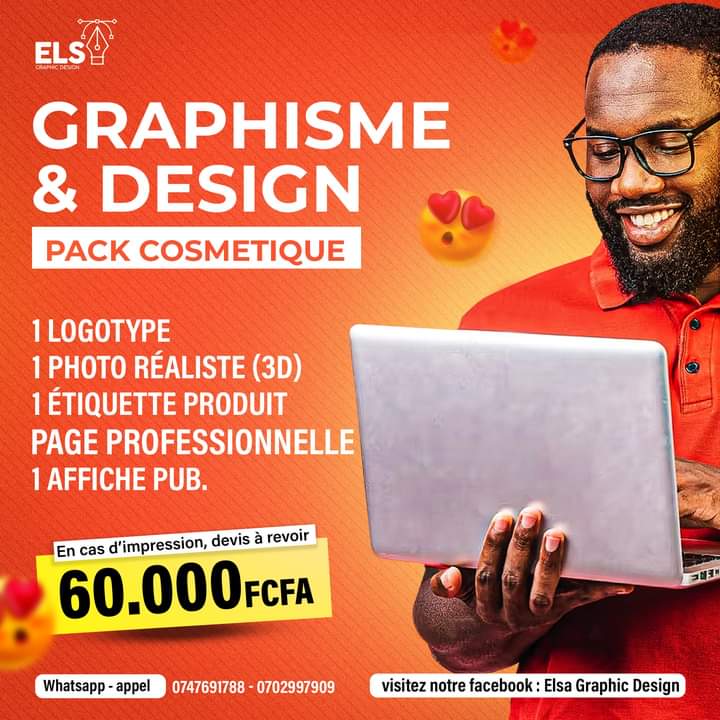 ELS
GRAPHIC DESIGN
GRAPHISME
& DESIGN
PACK COSMETIQUE
1 LOGOTYPE
1 PHOTO RÉALISTE (3D)
1 ÉTIQUETTE PRODUIT
PAGE PROFESSIONNELLE
1 AFFICHE PUB.
En cas d'impression, devis à revoir
60.000FCFA
Whatsapp - appel 0747691788 - 0702997909 visitez notre facebook : Elsa Graphic Design